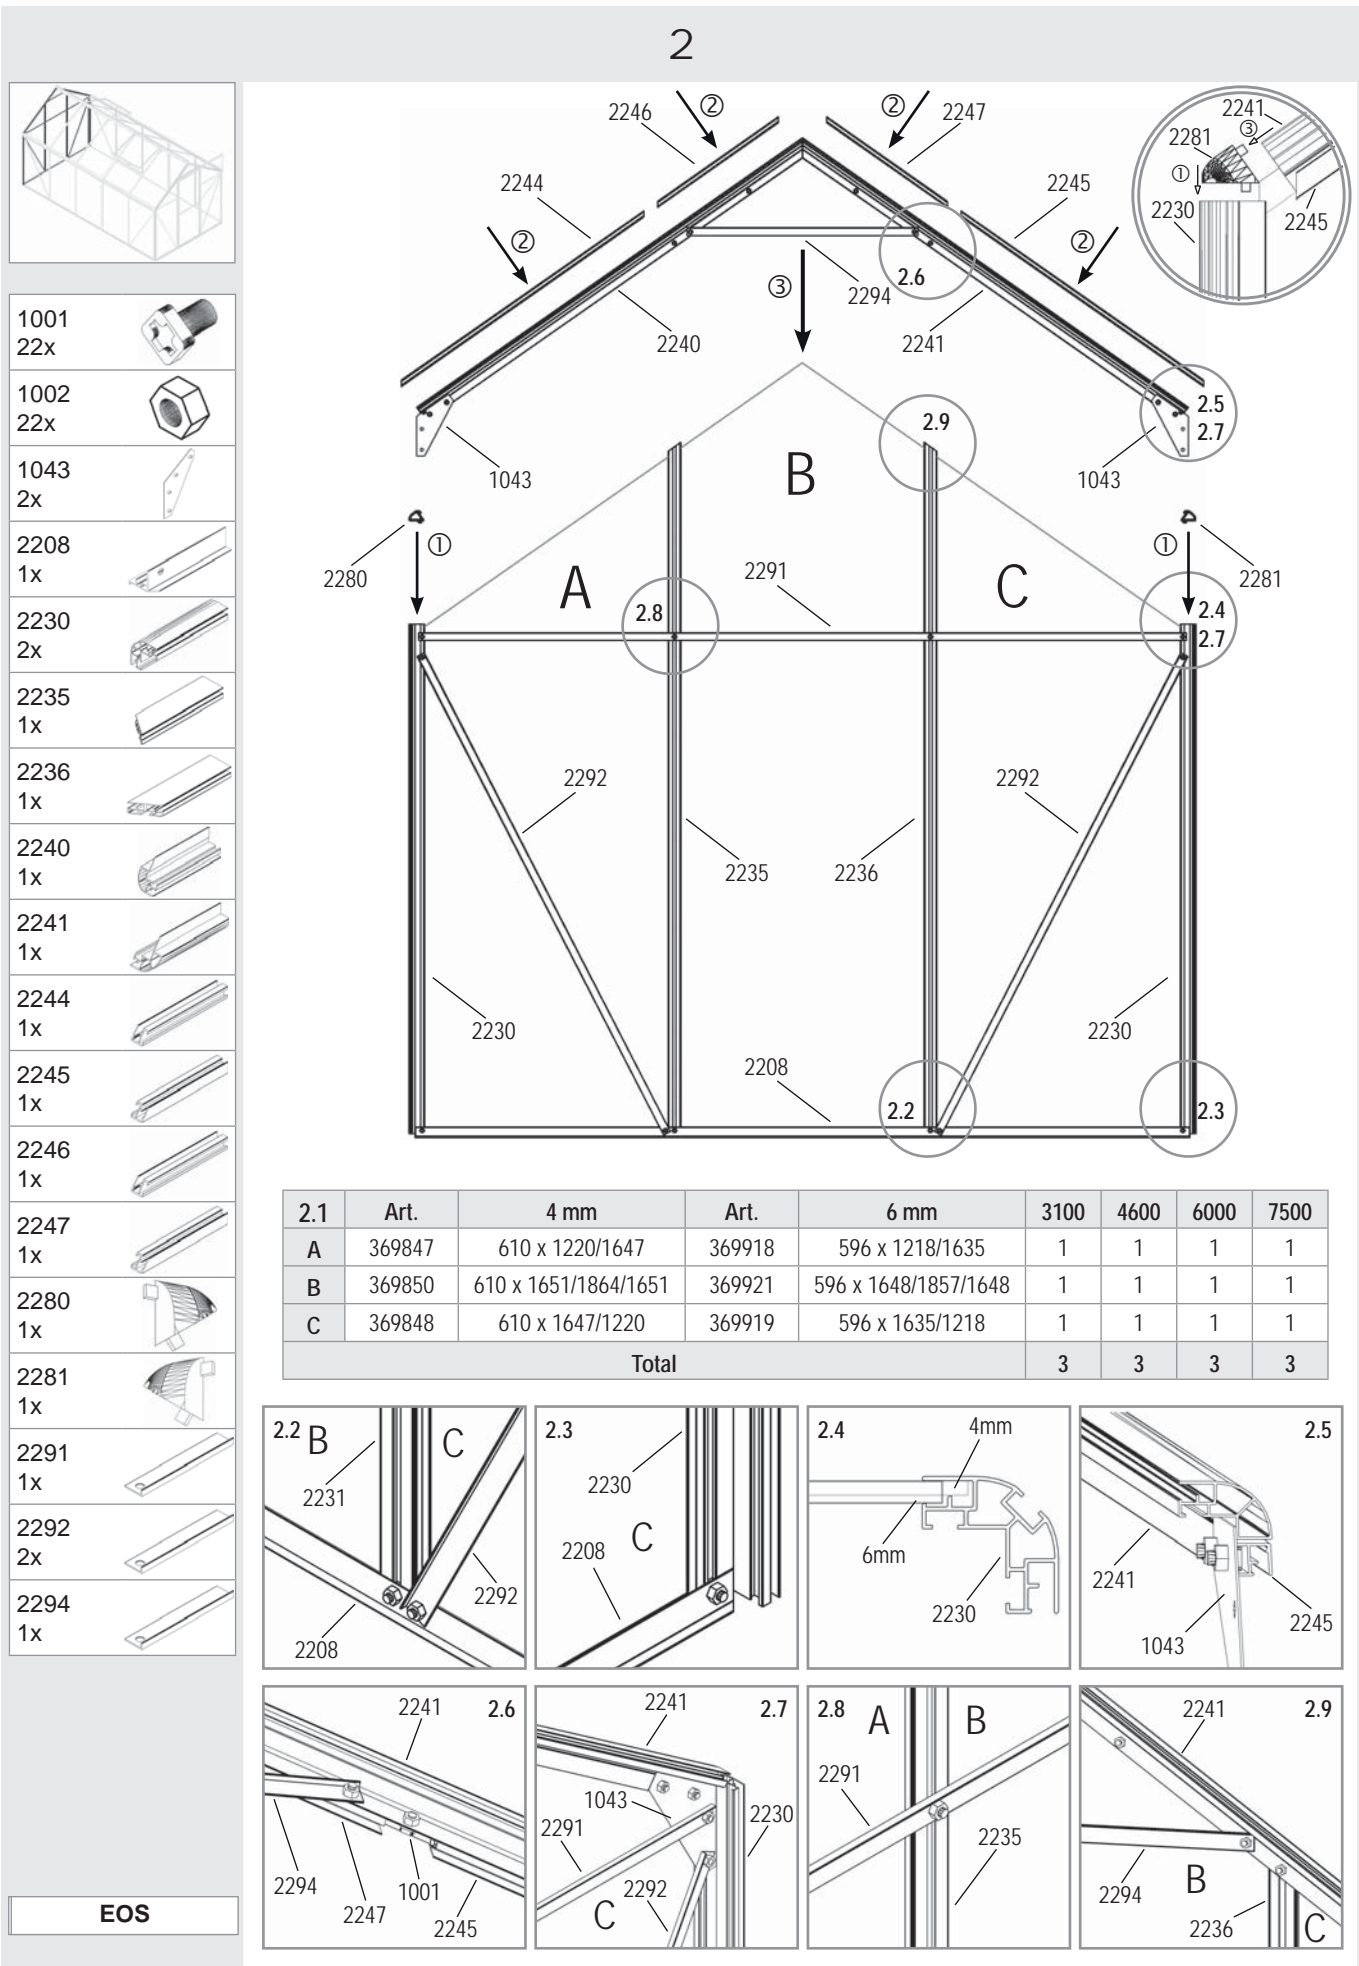 2
1001
22x
1002
22x
1043
2x
2208
1x
2230
2x
2235
1x
2236
1x
2240
1x
2241
1x
2244
1x
2245
1x
2246
1x
2247
1x
2280
1x
2281
1x
2291
1x
2292
2x
2294
1x
EOS
2246 ② ② 2247
2244 ② 2245 ②
2.6
③ 2294
2240 2241
2.5
2.7
1043 1043
2.9
B
2280 ① ① 2281
A 2291 C
2.8 2.4
2.7
2292 2292
2235 2236
2230 2230
2208
2.2 2.3
2241
③
2281
①
2230
2245
2.1 Art. 4 mm Art. 6 mm 3100 4600 6000 7500
A 369847 610 x 1220/1647 369918 596 x 1218/1635 1 1 1 1
B 369850 610 x 1651/1864/1651 369921 596 x 1648/1857/1648 1 1 1 1
C 369848 610 x 1647/1220 369919 596 x 1635/1218 1 1 1 1
Total 3 3 3 3
2.2 B C
2231
2292
2208
2.3
2230
C
2208
2.4
4mm
6mm
2230
2.5
2241
2245
1043
2241 2.6
2294
2247
1001
2245
2241 2.7
1043
2291
2230
2292
C
2.8 A B
2291
2235
2241 2.9
2294
B
2236
C